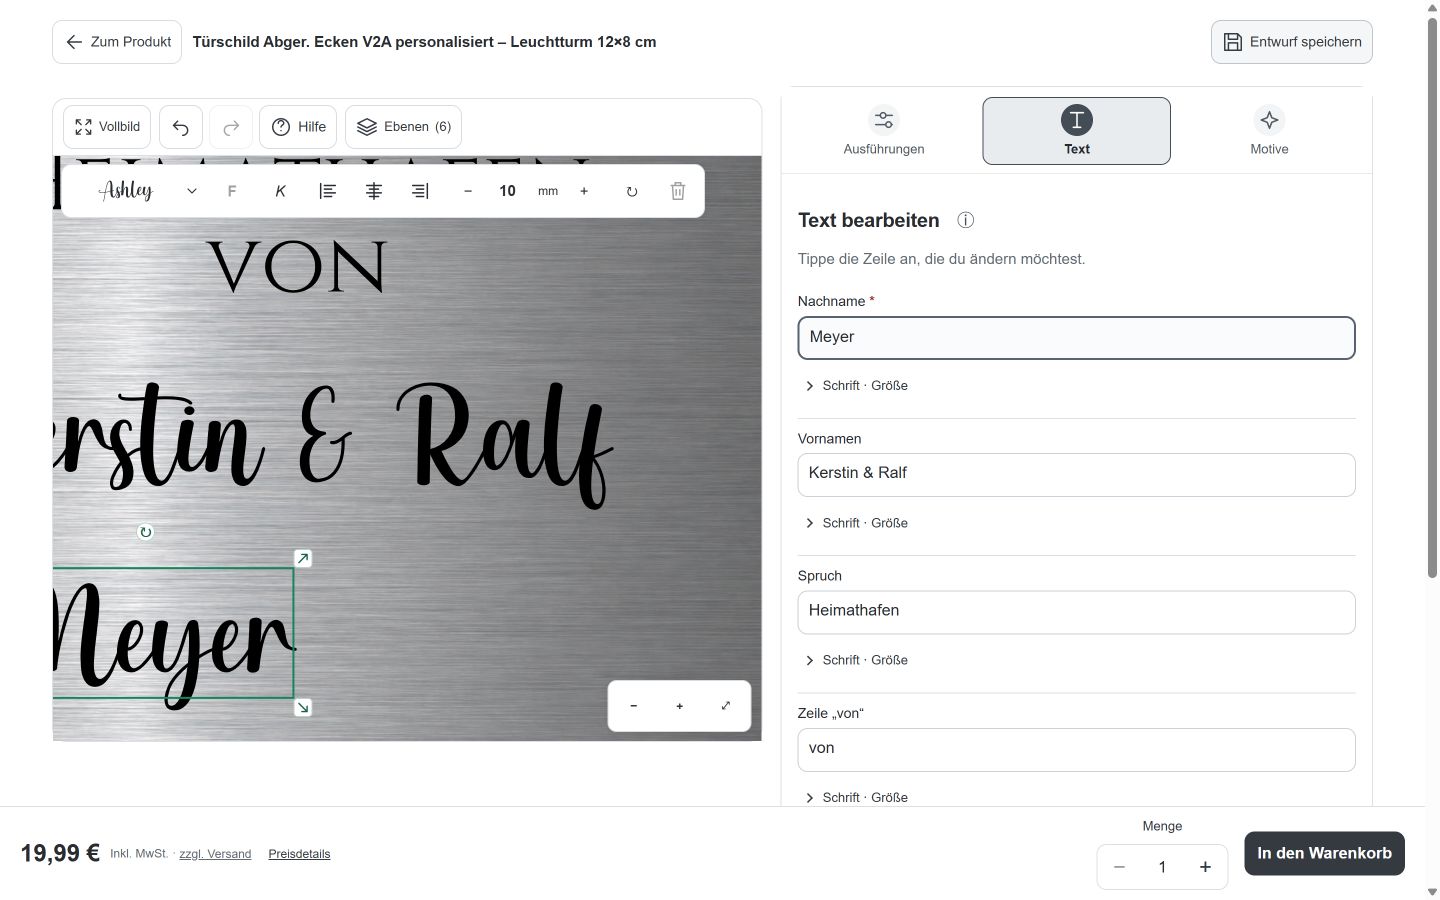 Zum Produkt
Türschild Abger. Ecken V2A personalisiert – Leuchtturm 12×8 cm
Entwurf speichern
Vollbild
Hilfe
Ebenen (6)
Ausführungen
Text
Motive
Ashley
F
K
10 mm
VON
Kerstin & Ralf
Meyer
Text bearbeiten
Tippe die Zeile an, die du ändern möchtest.
Nachname *
Meyer
Schrift · Größe
Vornamen
Kerstin & Ralf
Schrift · Größe
Spruch
Heimathafen
Schrift · Größe
Zeile „von“
von
Schrift · Größe
19,99 €
Inkl. MwSt. · zzgl. Versand
Preisdetails
Menge
1
In den Warenkorb